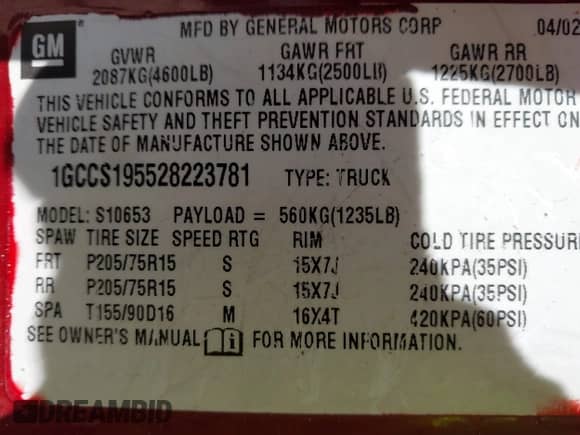 GM
MFD BY GENERAL MOTORS CORP 04/02
GVWR GAWR FRT GAWR RR
2087KG(4600LB) 1134KG(2500LB) 1225KG(2700LB)
THIS VEHICLE CONFORMS TO ALL APPLICABLE U.S. FEDERAL MOTOR
VEHICLE SAFETY AND THEFT PREVENTION STANDARDS IN EFFECT ON
THE DATE OF MANUFACTURE SHOWN ABOVE.
1GCCS195528223781 TYPE: TRUCK
MODEL: S10653 PAYLOAD = 560KG(1235LB)
SPAW TIRE SIZE SPEED RTG RIM COLD TIRE PRESSURE
FRT P205/75R15 S 15X7J 240KPA(35PSI)
RR P205/75R15 S 15X7J 240KPA(35PSI)
SPA T155/90D16 M 16X4T 420KPA(60PSI)
SEE OWNER'S MANUAL i FOR MORE INFORMATION.
DREAMBID